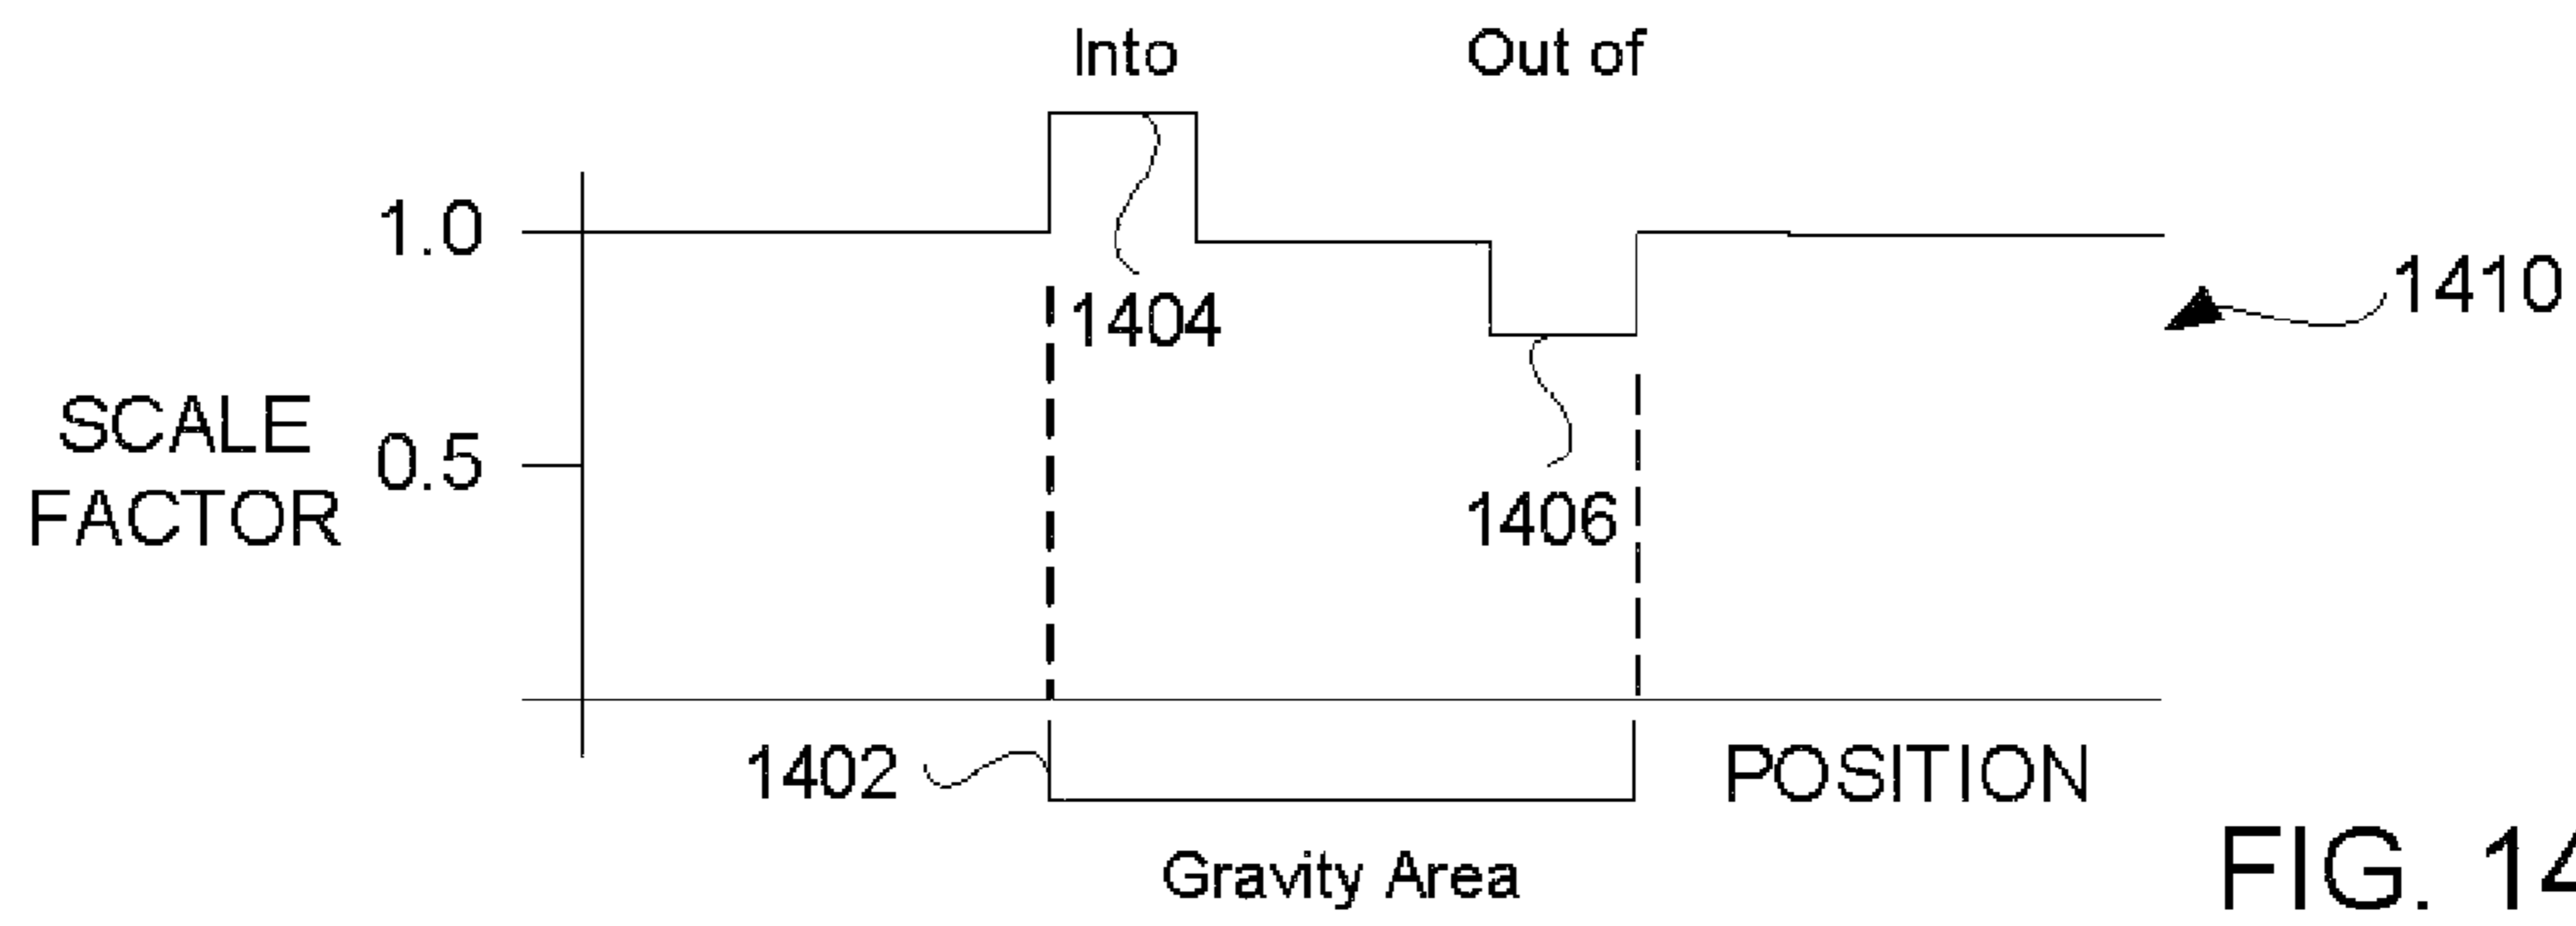 Into
Out of
1.0
1410
1404
SCALE
FACTOR
0.5
1406
1402
POSITION
Gravity Area
FIG. 14